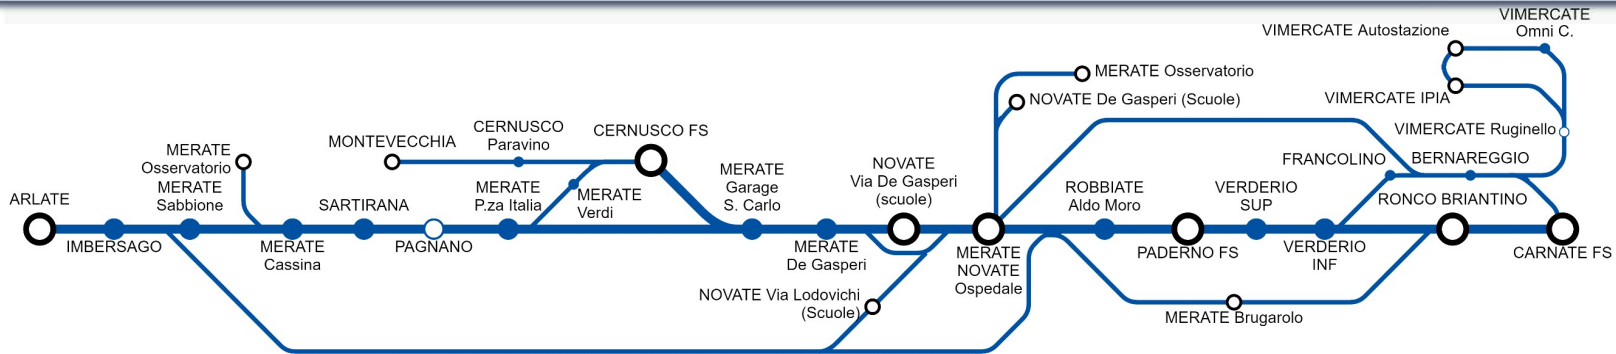 VIMERCATE
Omni C.
VIMERCATE Autostazione
MERATE Osservatorio
VIMERCATE IPIA
NOVATE De Gasperi (Scuole)
CERNUSCO
Paravino
CERNUSCO FS
VIMERCATE Ruginello
MONTEVECCHIA
MERATE
Osservatorio
FRANCOLINO
BERNAREGGIO
NOVATE
Via De Gasperi
(scuole)
MERATE
Garage
S. Carlo
ARLATE
MERATE
Sabbione
SARTIRANA
MERATE
P.za Italia
MERATE
Verdi
ROBBIATE
Aldo Moro
VERDERIO
SUP
RONCO BRIANTINO
IMBERSAGO
MERATE
Cassina
PAGNANO
MERATE
De Gasperi
MERATE
NOVATE
Ospedale
PADERNO FS
VERDERIO
INF
CARNATE FS
NOVATE Via Lodovichi
(Scuole)
MERATE Brugarolo